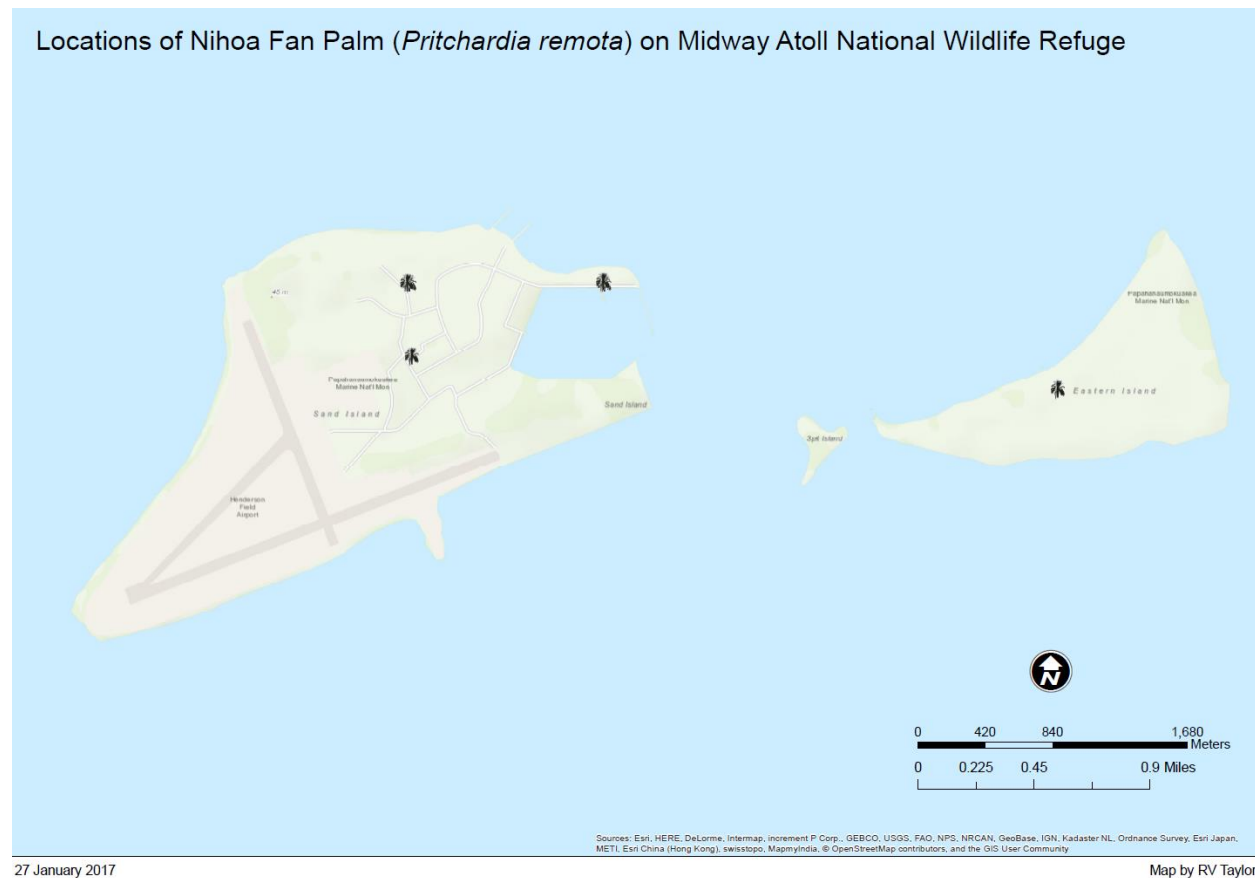 Locations of Nihoa Fan Palm (Pritchardia remota) on Midway Atoll National Wildlife Refuge
Marine Nat'l Mon
Marine Nat'l Mon
Sand Island
Sand Island
Eastern Island
Spit Island
Henderson
Field
Airport
N
0 420 840 1,680
Meters
0 0.225 0.45 0.9 Miles
Sources: Esri, HERE, DeLorme, Intermap, increment P Corp., GEBCO, USGS, FAO, NPS, NRCAN, GeoBase, IGN, Kadaster NL, Ordnance Survey, Esri Japan,
METI, Esri China (Hong Kong), swisstopo, MapmyIndia, © OpenStreetMap contributors, and the GIS User Community
27 January 2017
Map by RV Taylor